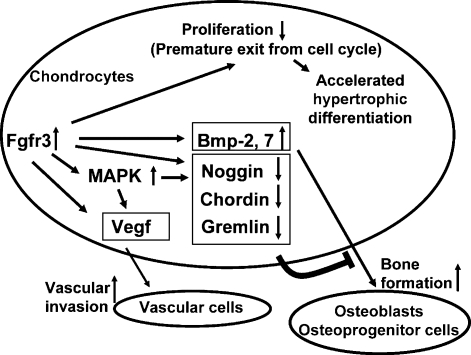 Proliferation
(Premature exit from cell cycle)
Chondrocytes
Accelerated
hypertrophic
differentiation
Fgfr3
Bmp-2, 7
MAPK
Noggin
Chordin
Gremlin
Vegf
Vascular
invasion
Vascular cells
Bone
formation
Osteoblasts
Osteoprogenitor cells